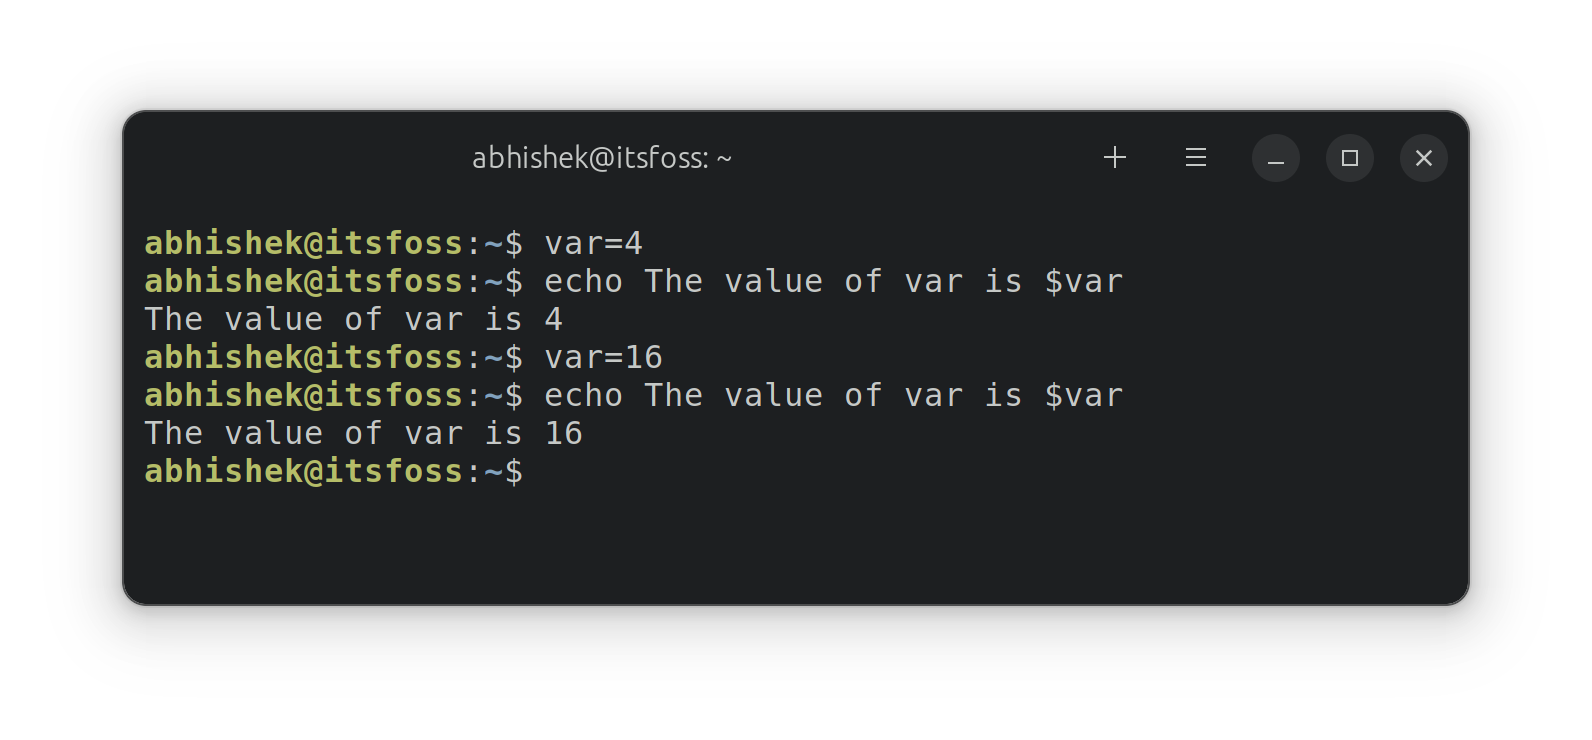 abhishek@itsfoss: ~
abhishek@itsfoss:~$ var=4
abhishek@itsfoss:~$ echo The value of var is $var
The value of var is 4
abhishek@itsfoss:~$ var=16
abhishek@itsfoss:~$ echo The value of var is $var
The value of var is 16
abhishek@itsfoss:~$